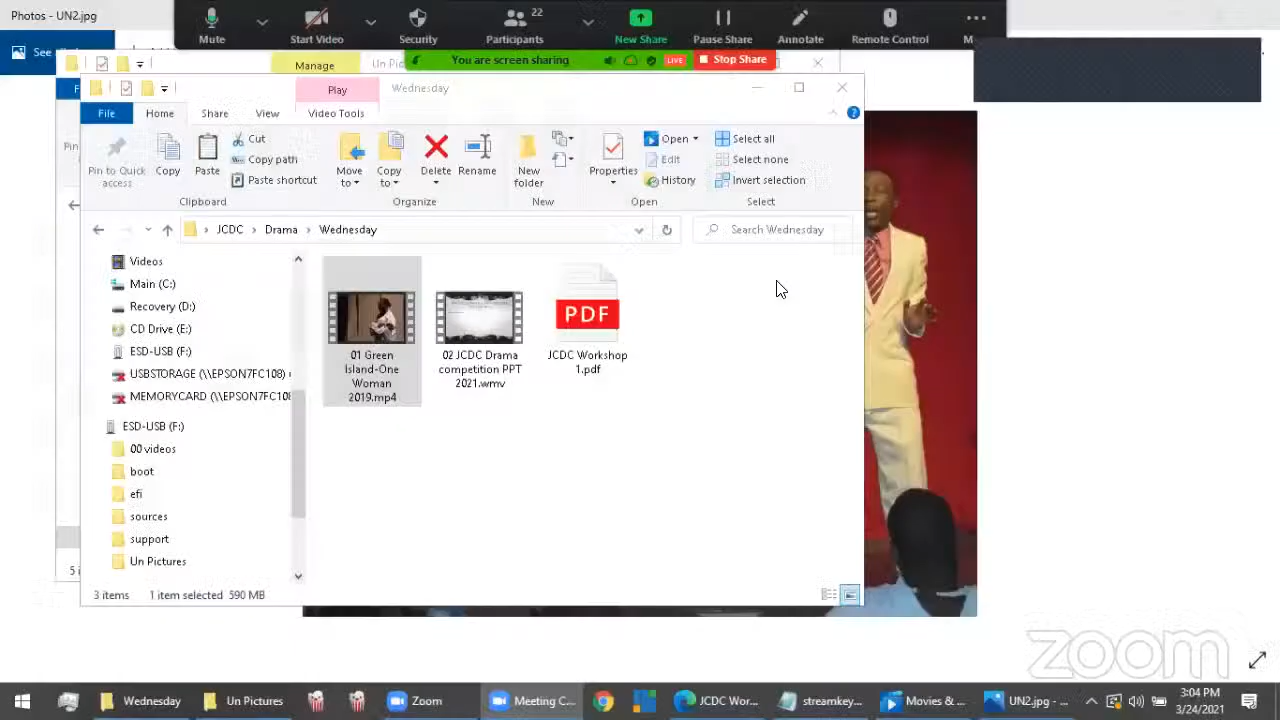 Photos - UN2.jpg
Mute
Start Video
Security
22
Participants
New Share
Pause Share
Annotate
Remote Control
See
Manage
You are screen sharing
LIVE
Stop Share
Play
Wednesday
File
Home
Share
View
Video Tools
Pin to Quick access
Copy
Paste
Cut
Copy path
Paste shortcut
Clipboard
Move to
Copy to
Delete
Rename
Organize
New folder
New
Properties
Open
Edit
History
Open
Select all
Select none
Invert selection
Select
JCDC > Drama > Wednesday
Search Wednesday
Videos
Main (C:)
Recovery (D:)
CD Drive (E:)
ESD-USB (F:)
USBSTORAGE (\\EPSON7FC108)
MEMORYCARD (\\EPSON7FC108
ESD-USB (F:)
00 videos
boot
efi
sources
support
Un Pictures
01 Green
Island-One
Woman
2019.mp4
02 JCDC Drama
competition PPT
2021.wmv
PDF
JCDC Workshop
1.pdf
3 items
1 item selected 590 MB
zoom
Wednesday
Un Pictures
Zoom
Meeting C...
JCDC Wor...
streamkey...
Movies & ...
UN2.jpg - ...
3:04 PM
3/24/2021